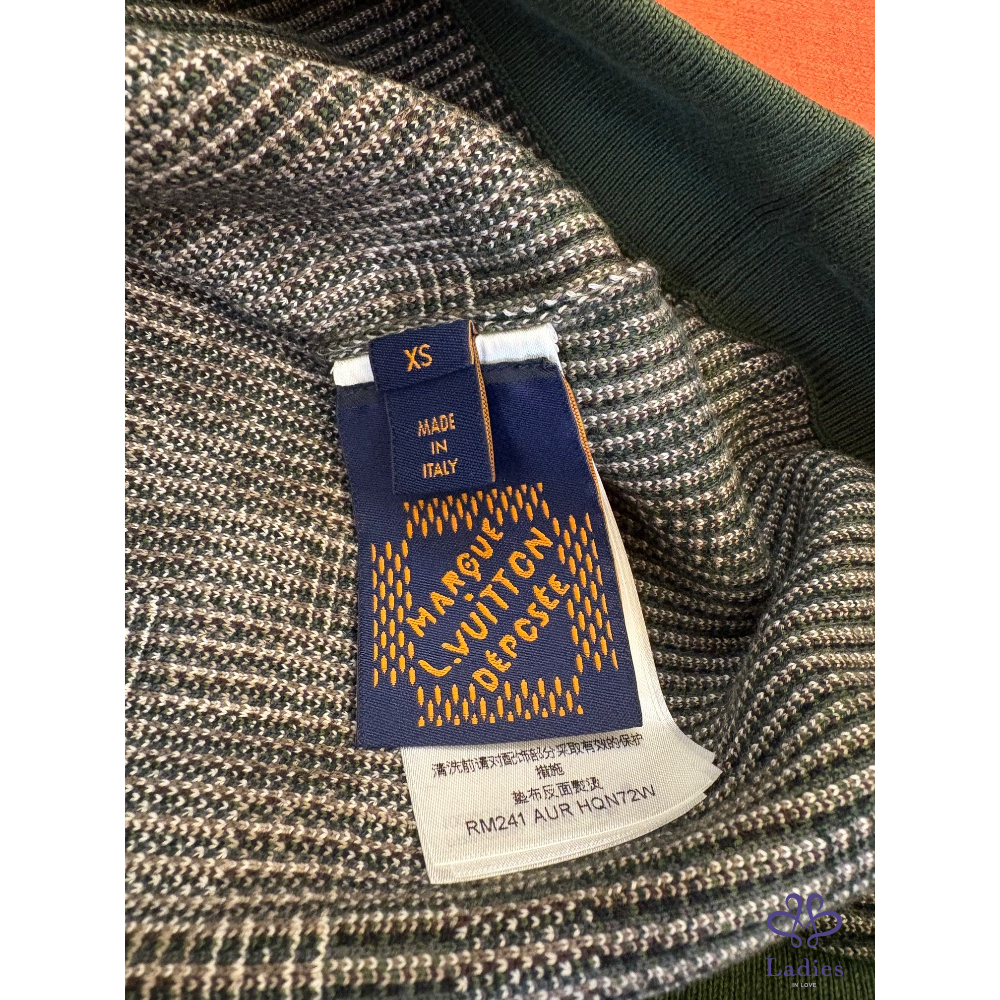 XS
MADE
IN
ITALY
MARQUE
L.VUITTON
DÉPOSÉE
清洗前请对配饰部分采取有效的保护
措施
垫布反面熨烫
RM241 AUR HQN72W
Ladies
IN LOVE